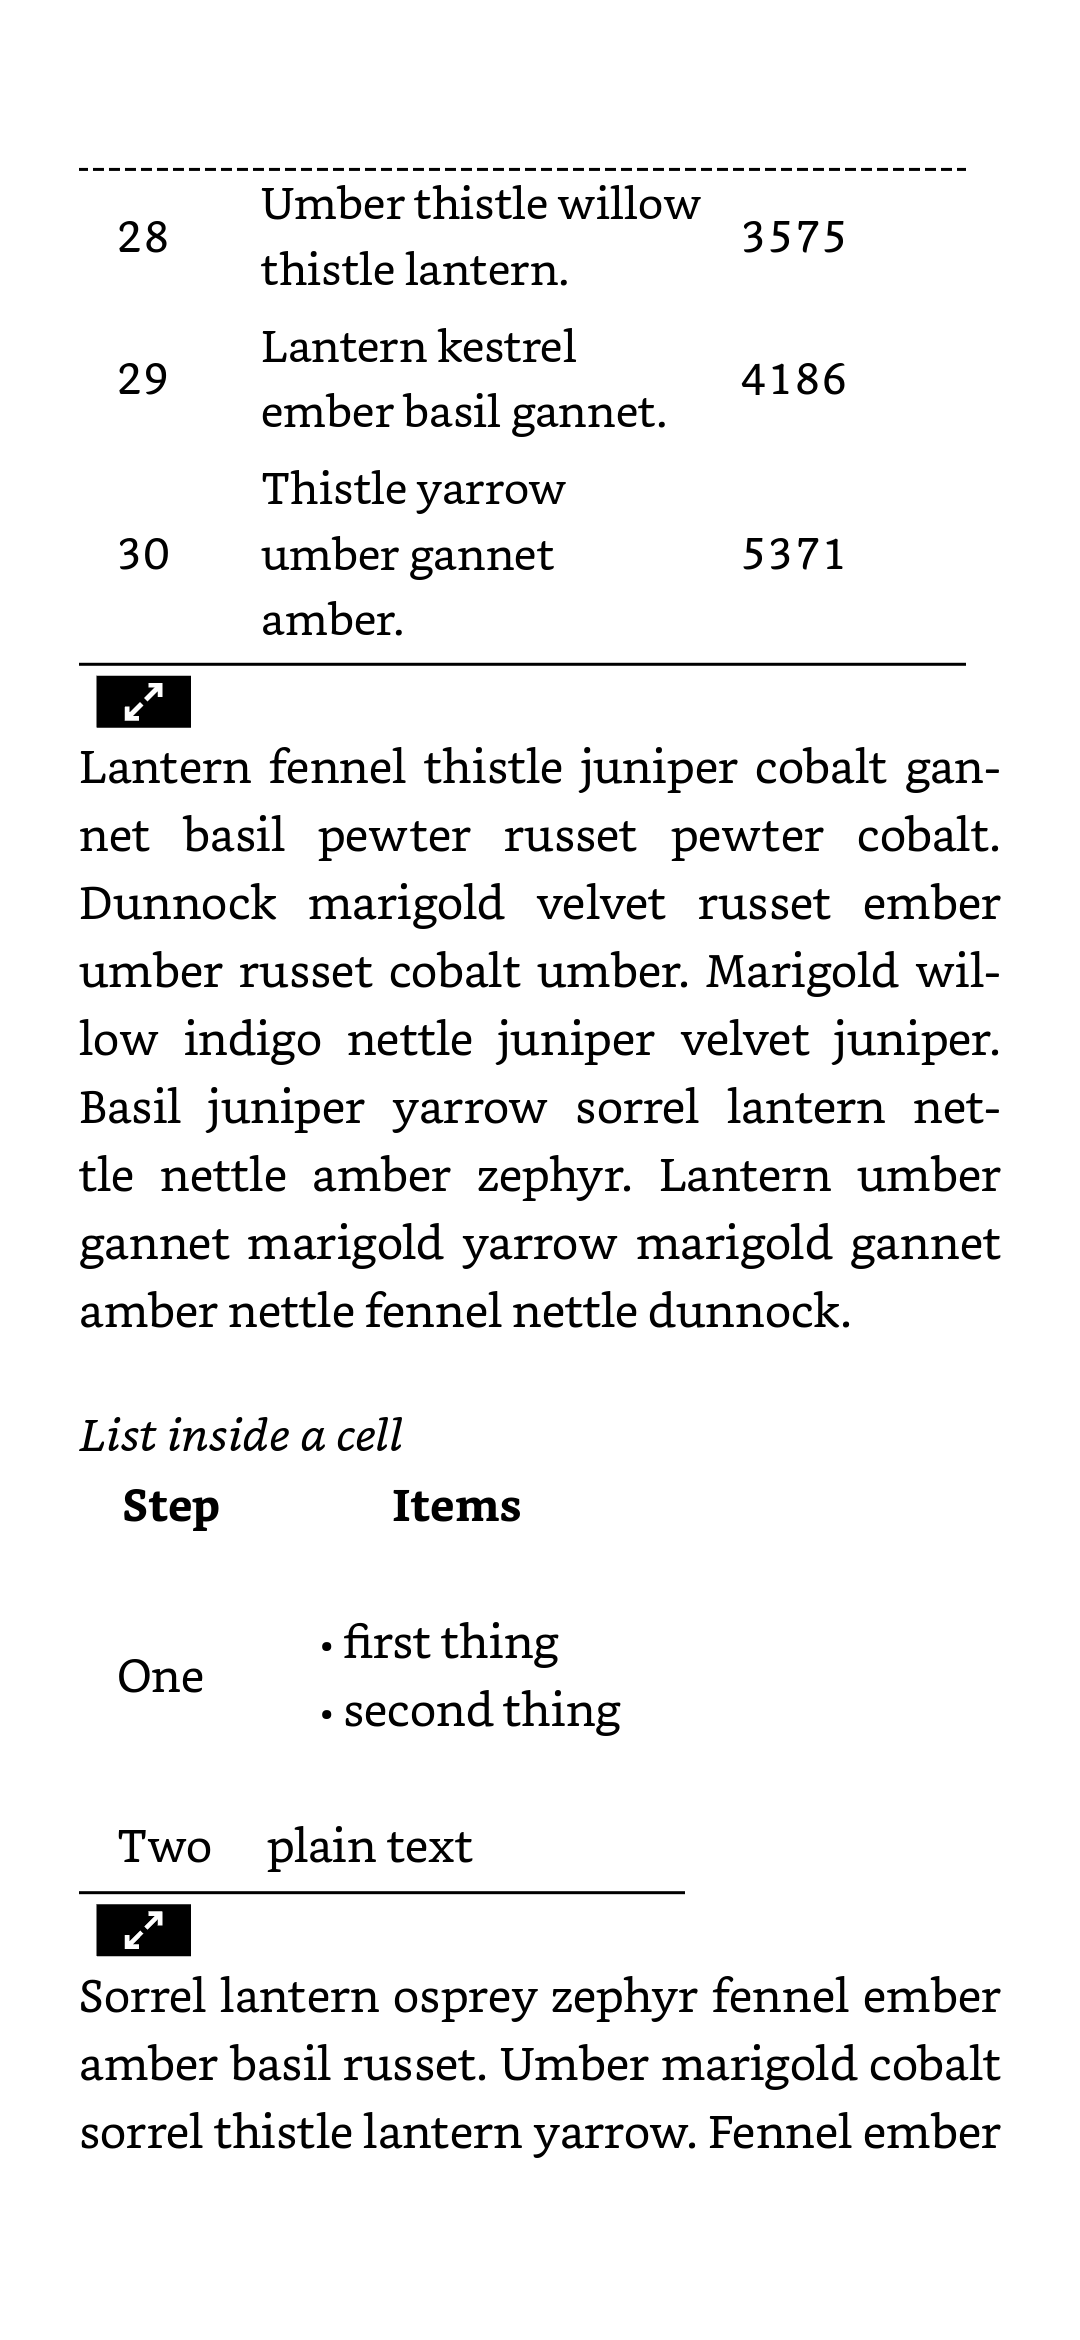 28 Umber thistle willow 3575
thistle lantern.
29 Lantern kestrel 4186
ember basil gannet.
Thistle yarrow
30 umber gannet 5371
amber.
Lantern fennel thistle juniper cobalt gan-
net basil pewter russet pewter cobalt.
Dunnock marigold velvet russet ember
umber russet cobalt umber. Marigold wil-
low indigo nettle juniper velvet juniper.
Basil juniper yarrow sorrel lantern net-
tle nettle amber zephyr. Lantern umber
gannet marigold yarrow marigold gannet
amber nettle fennel nettle dunnock.
List inside a cell
Step Items
One
• first thing
• second thing
Two plain text
Sorrel lantern osprey zephyr fennel ember
amber basil russet. Umber marigold cobalt
sorrel thistle lantern yarrow. Fennel ember